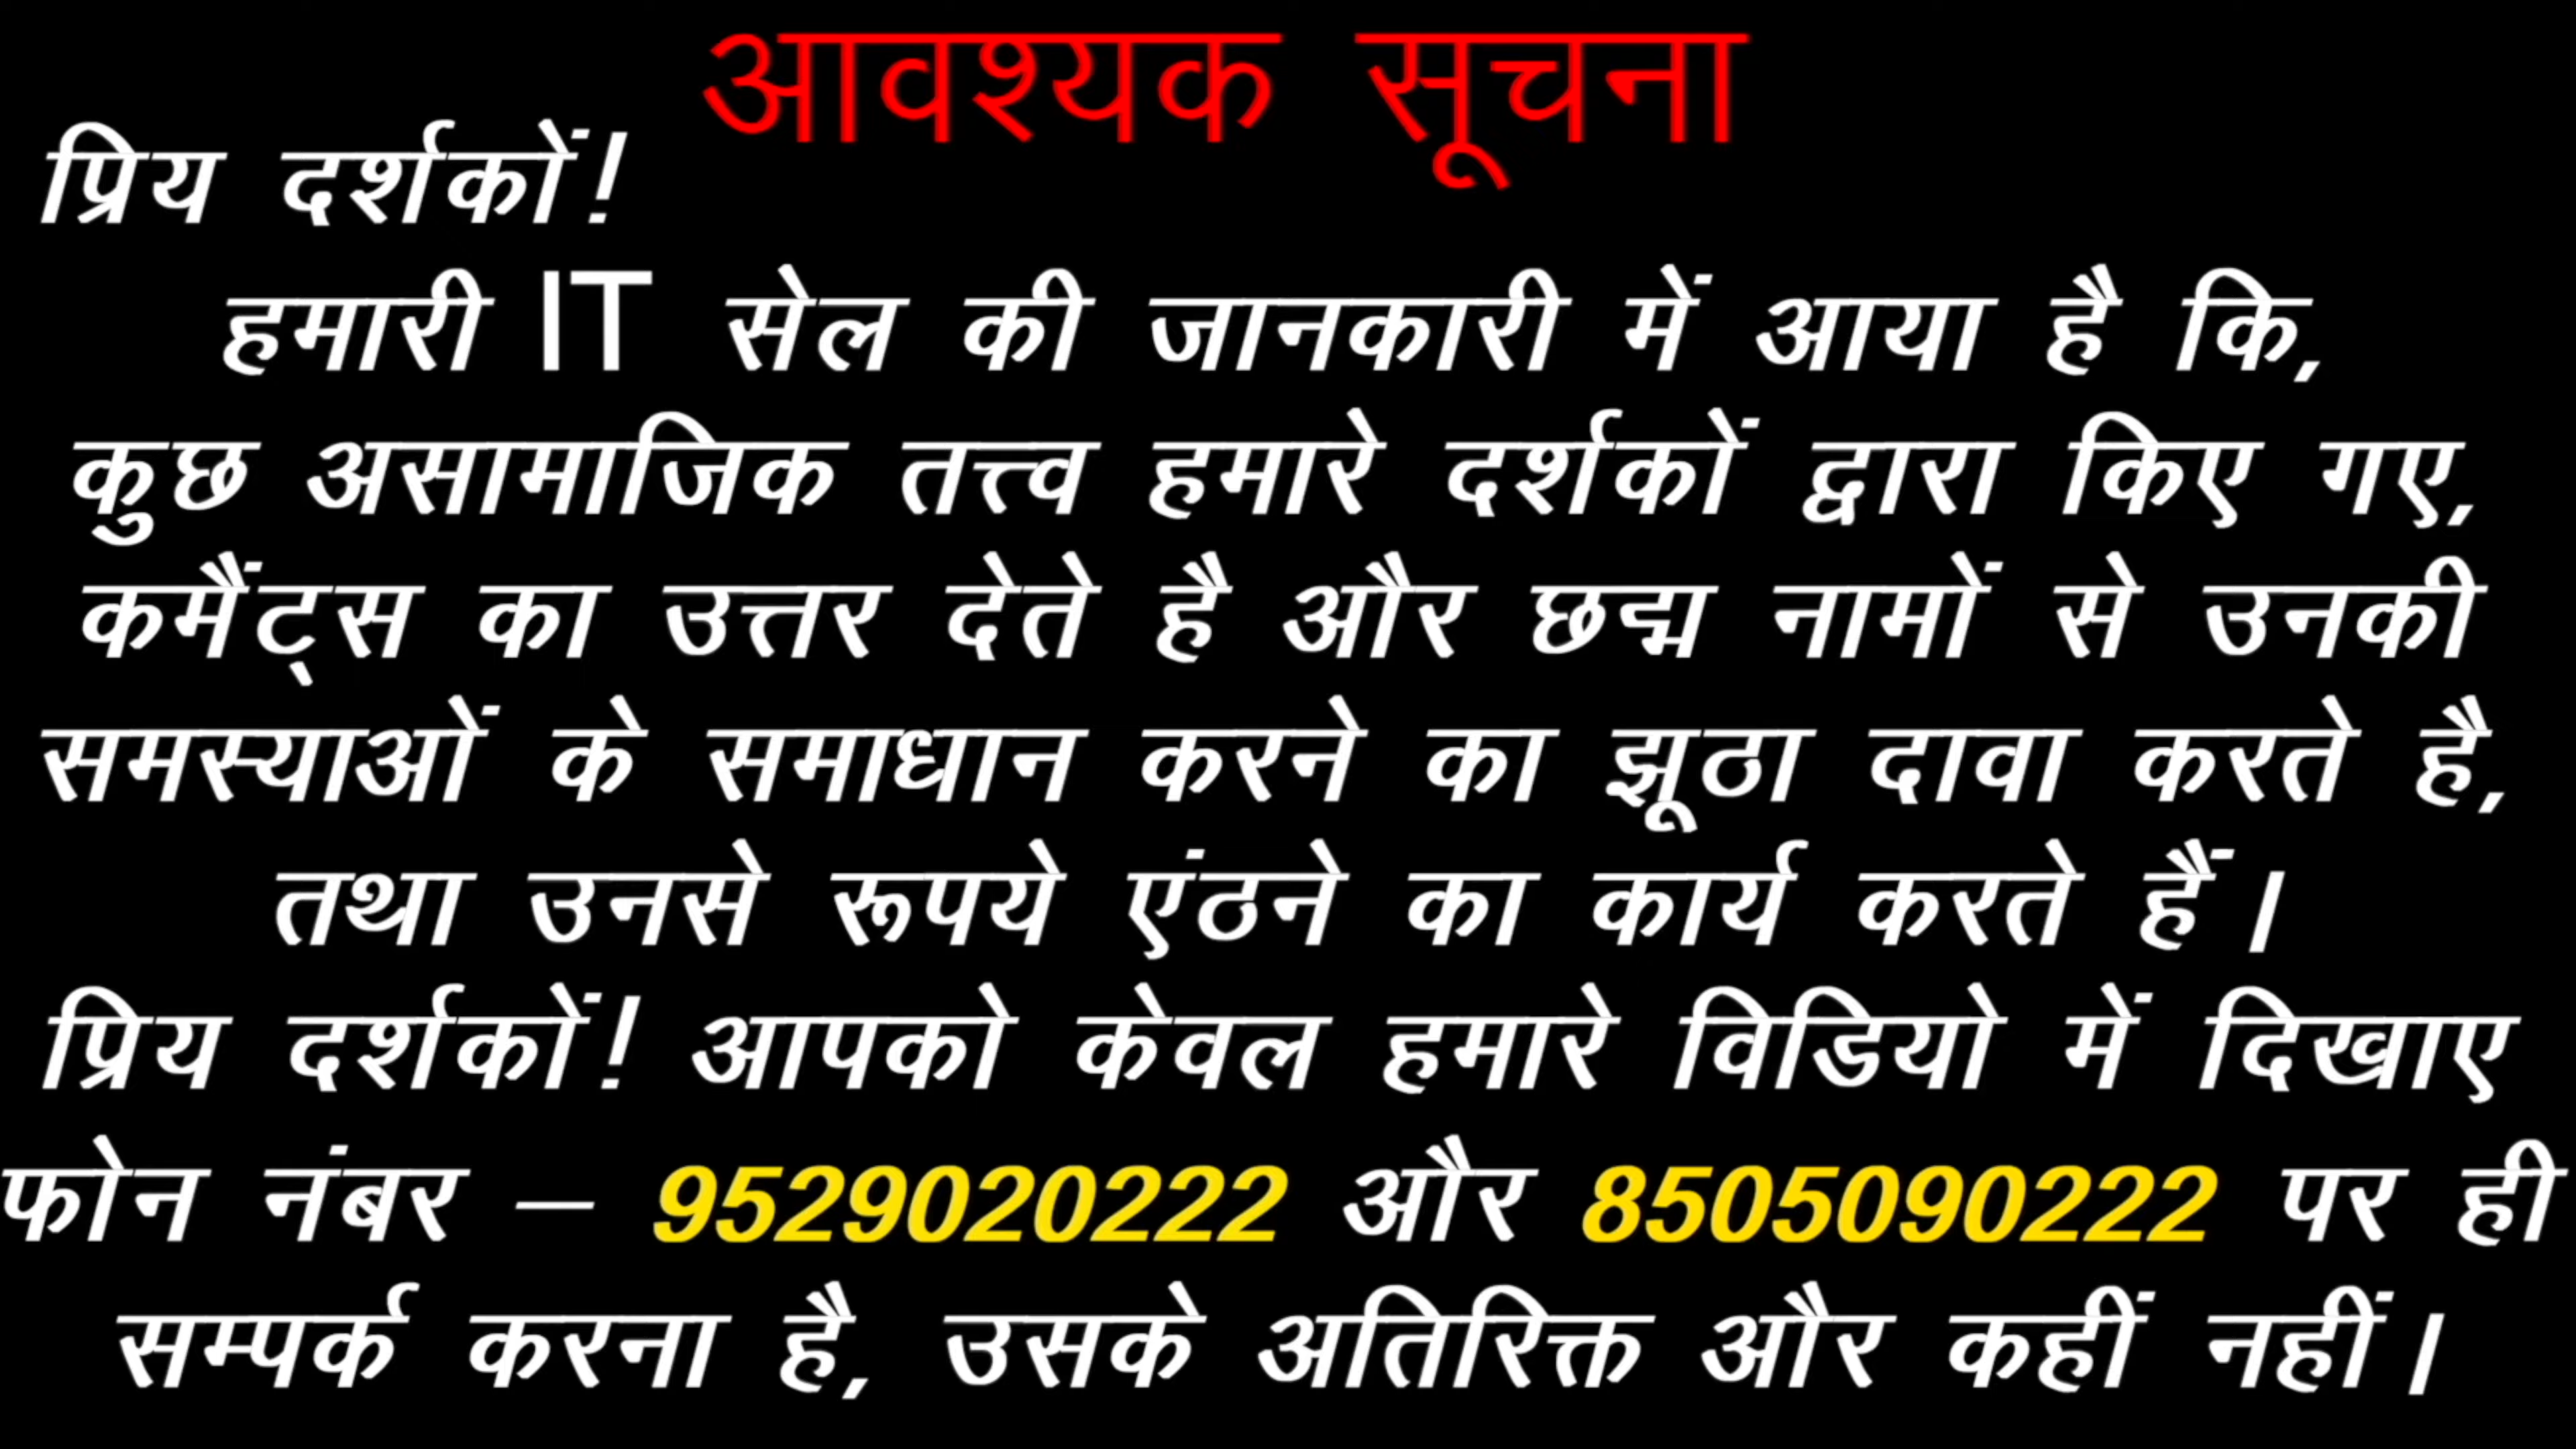 आवश्यक सूचना
प्रिय दर्शकों!
हमारी IT सेल की जानकारी में आया है कि,
कुछ असामाजिक तत्त्व हमारे दर्शकों द्वारा किए गए,
कमैंट्स का उत्तर देते है और छद्म नामों से उनकी
समस्याओं के समाधान करने का झूठा दावा करते है,
तथा उनसे रूपये एंठने का कार्य करते हैं।
प्रिय दर्शकों! आपको केवल हमारे विडियो में दिखाए
फोन नंबर – 9529020222 और 8505090222 पर ही
सम्पर्क करना है, उसके अतिरिक्त और कहीं नहीं।